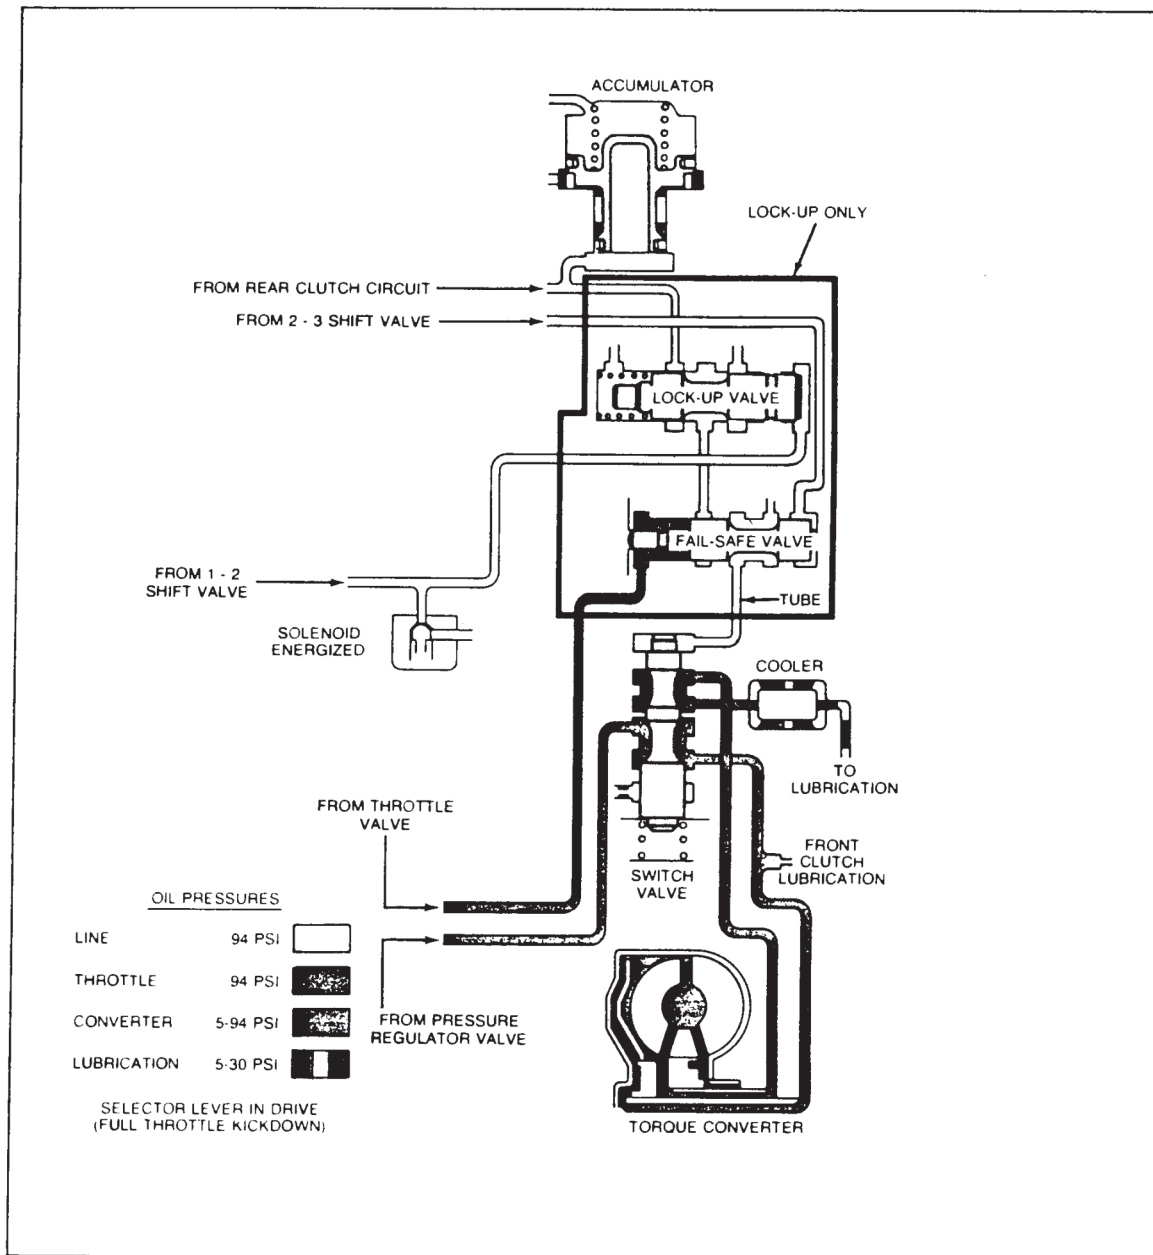 ACCUMULATOR
LOCK-UP ONLY
FROM REAR CLUTCH CIRCUIT
FROM 2 - 3 SHIFT VALVE
LOCK-UP VALVE
FAIL-SAFE VALVE
FROM 1 - 2
SHIFT VALVE
TUBE
SOLENOID
ENERGIZED
COOLER
TO
LUBRICATION
FROM THROTTLE
VALVE
FRONT
CLUTCH
LUBRICATION
SWITCH
VALVE
OIL PRESSURES
LINE 94 PSI
THROTTLE 94 PSI
CONVERTER 5-94 PSI
LUBRICATION 5-30 PSI
FROM PRESSURE
REGULATOR VALVE
SELECTOR LEVER IN DRIVE
(FULL THROTTLE KICKDOWN)
TORQUE CONVERTER